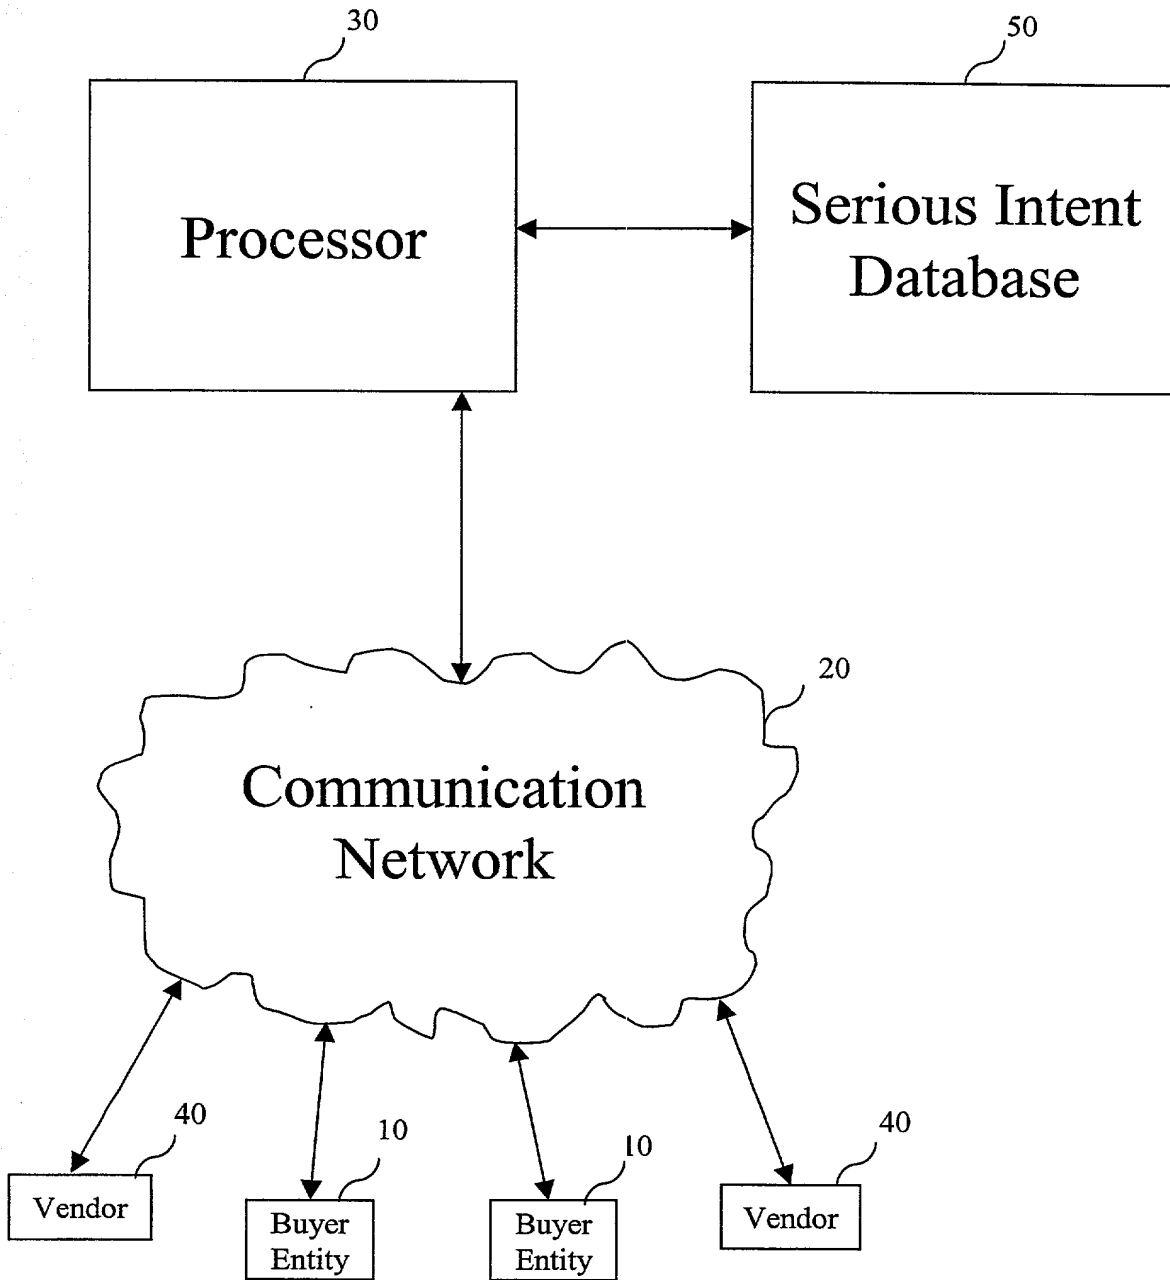 30
50
Processor
Serious Intent
Database
20
Communication
Network
40
10
10
40
Vendor
Buyer
Entity
Buyer
Entity
Vendor